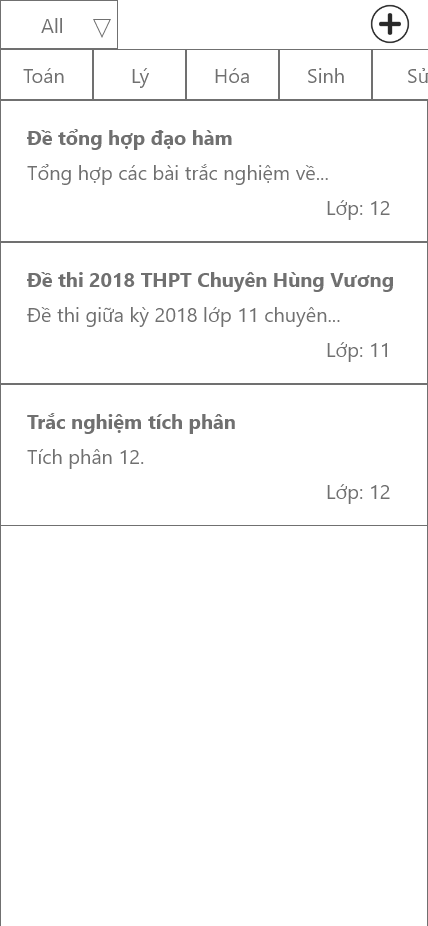 All
Toán Lý Hóa Sinh Sử
Đề tổng hợp đạo hàm
Tổng hợp các bài trắc nghiệm về...
Lớp: 12
Đề thi 2018 THPT Chuyên Hùng Vương
Đề thi giữa kỳ 2018 lớp 11 chuyên...
Lớp: 11
Trắc nghiệm tích phân
Tích phân 12.
Lớp: 12